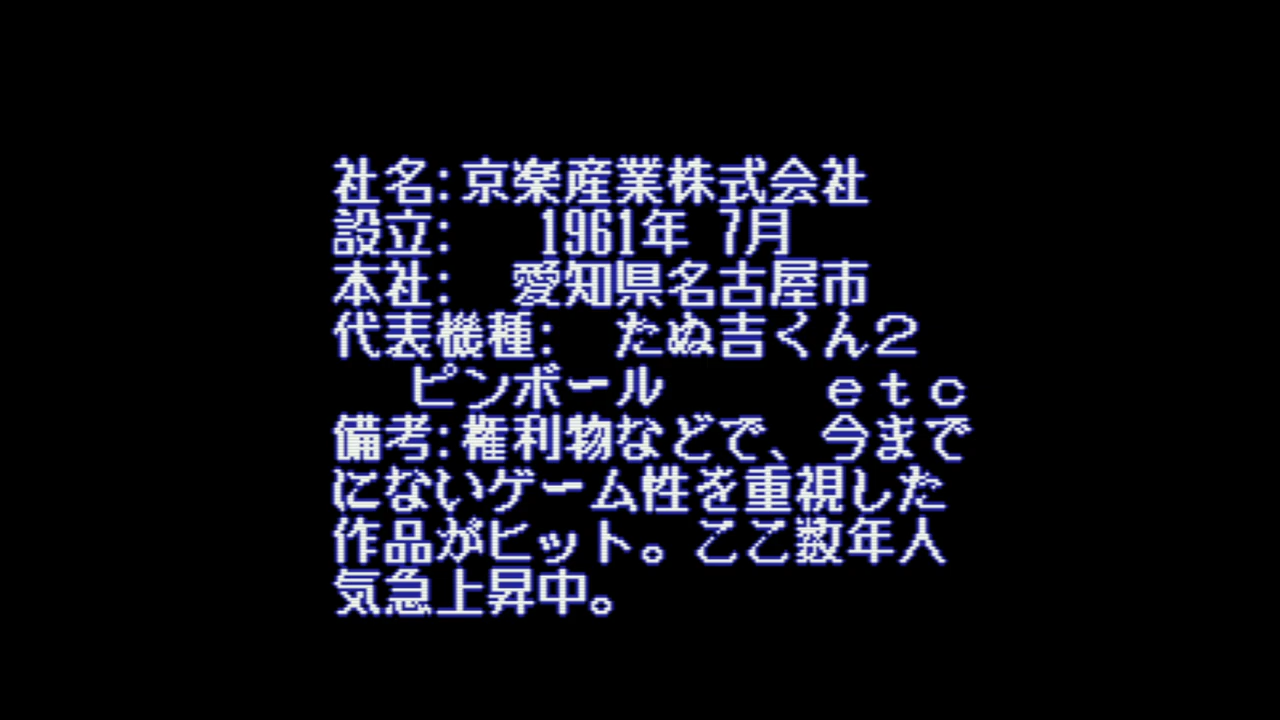 社名:京楽産業株式会社
設立:　　1961年 7月
本社:　愛知県名古屋市
代表機種:　たぬ吉くん２
ピンボール　　　ｅｔｃ
備考:権利物などで、今まで
にないゲーム性を重視した
作品がヒット。ここ数年人
気急上昇中。